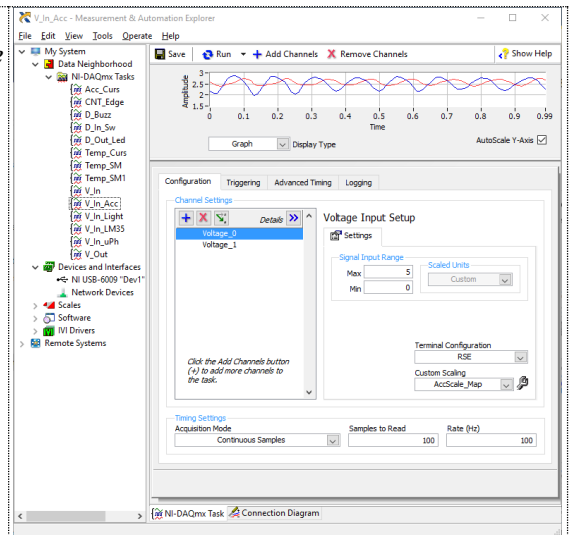 V_In_Acc - Measurement & Automation Explorer
File Edit View Tools Operate Help
My System
Data Neighborhood
NI-DAQmx Tasks
Acc_Curs
CNT_Edge
D_Buzz
D_In_Sw
D_Out_Led
Temp_Curs
Temp_SM
Temp_SM1
V_In
V_In_Acc
V_In_Light
V_In_LM35
V_In_uPh
V_Out
Devices and Interfaces
NI USB-6009 "Dev1"
Network Devices
Scales
Software
IVI Drivers
Remote Systems
Save Run Add Channels Remove Channels Show Help
Amplitude
3
2.5
2
1.5
0 0.1 0.2 0.3 0.4 0.5 0.6 0.7 0.8 0.9 0.99
Time
Graph Display Type AutoScale Y-Axis
Configuration Triggering Advanced Timing Logging
Channel Settings
Details
Voltage_0
Voltage_1
Click the Add Channels button
(+) to add more channels to
the task.
Voltage Input Setup
Settings
Signal Input Range
Max 5
Min 0
Scaled Units
Custom
Terminal Configuration
RSE
Custom Scaling
AccScale_Map
Timing Settings
Acquisition Mode Samples to Read Rate (Hz)
Continuous Samples 100 100
NI-DAQmx Task Connection Diagram